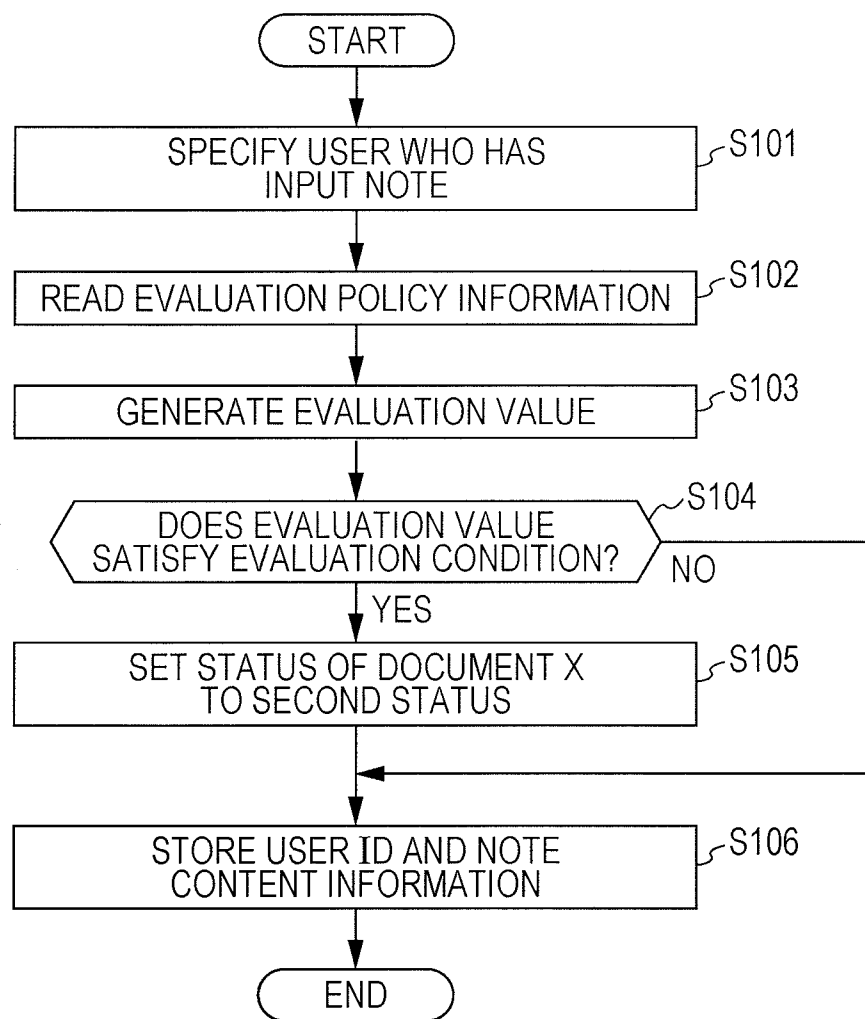 START
SPECIFY USER WHO HAS
INPUT NOTE
S101
READ EVALUATION POLICY INFORMATION
S102
GENERATE EVALUATION VALUE
S103
DOES EVALUATION VALUE
SATISFY EVALUATION CONDITION?
S104
NO
YES
SET STATUS OF DOCUMENT X
TO SECOND STATUS
S105
STORE USER ID AND NOTE
CONTENT INFORMATION
S106
END